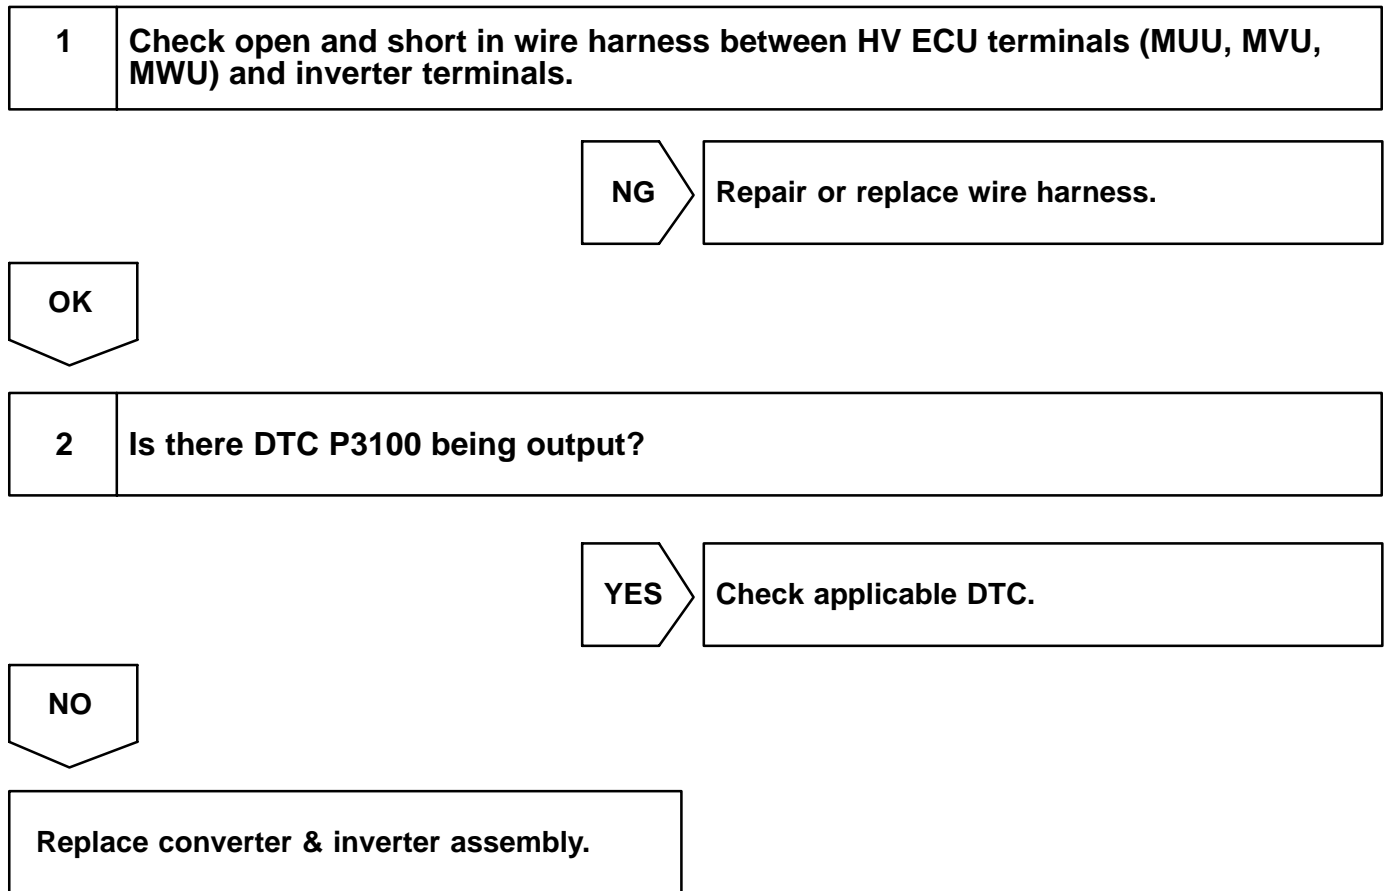 1
Check open and short in wire harness between HV ECU terminals (MUU, MVU,
MWU) and inverter terminals.
NG
Repair or replace wire harness.
OK
2
Is there DTC P3100 being output?
YES
Check applicable DTC.
NO
Replace converter & inverter assembly.